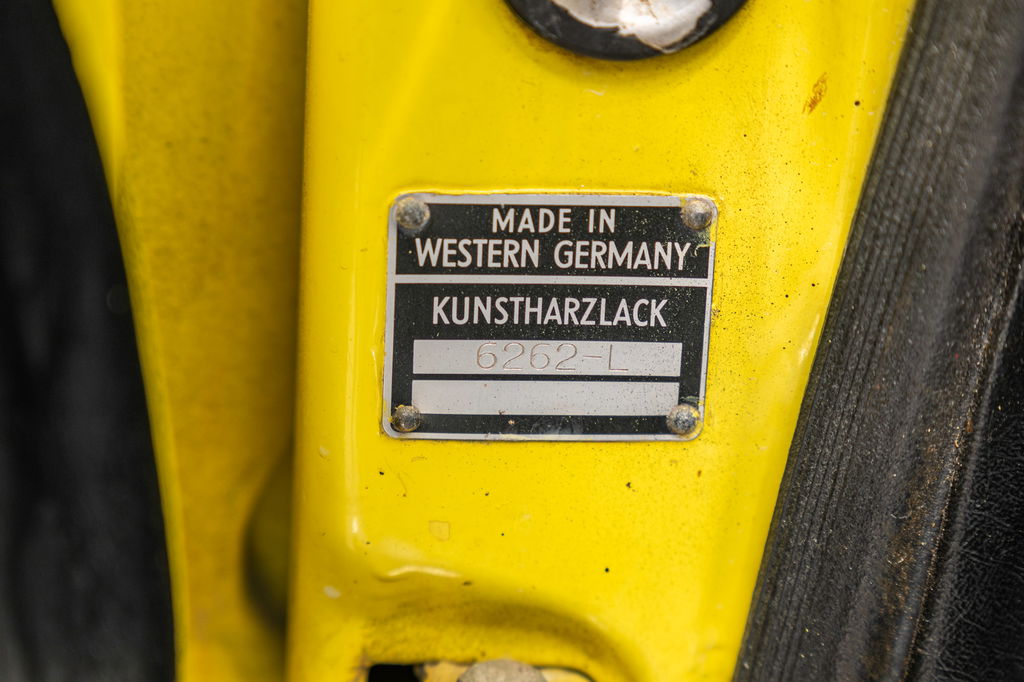 MADE IN
WESTERN GERMANY
KUNSTHARZLACK
6262-L